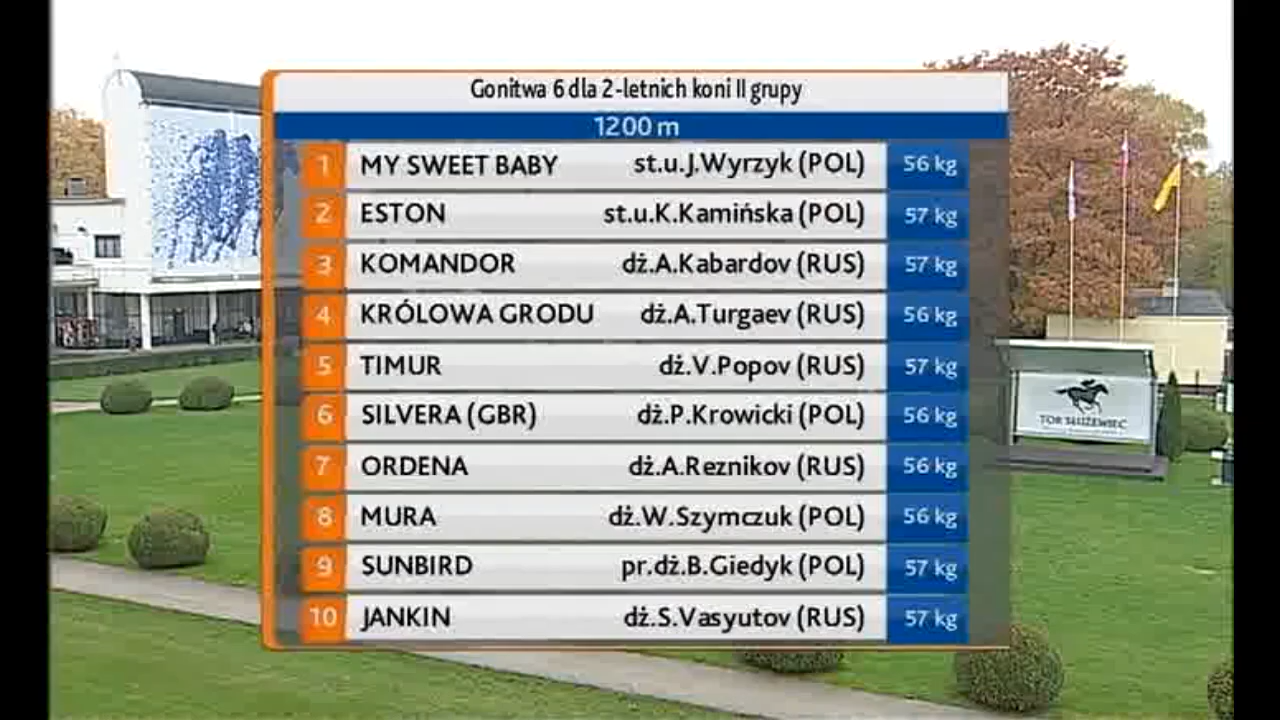 Gonitwa 6 dla 2-letnich koni II grupy
1200 m
1 MY SWEET BABY st.u.J.Wyrzyk (POL) 56 kg
2 ESTON st.u.K.Kamińska (POL) 57 kg
3 KOMANDOR dż.A.Kabardov (RUS) 57 kg
4 KRÓLOWA GRODU dż.A.Turgaev (RUS) 56 kg
5 TIMUR dż.V.Popov (RUS) 57 kg
6 SILVERA (GBR) dż.P.Krowicki (POL) 56 kg
7 ORDENA dż.A.Reznikov (RUS) 56 kg
8 MURA dż.W.Szymczuk (POL) 56 kg
9 SUNBIRD pr.dż.B.Giedyk (POL) 57 kg
10 JANKIN dż.S.Vasyutov (RUS) 57 kg
TOR SŁUŻEWIEC